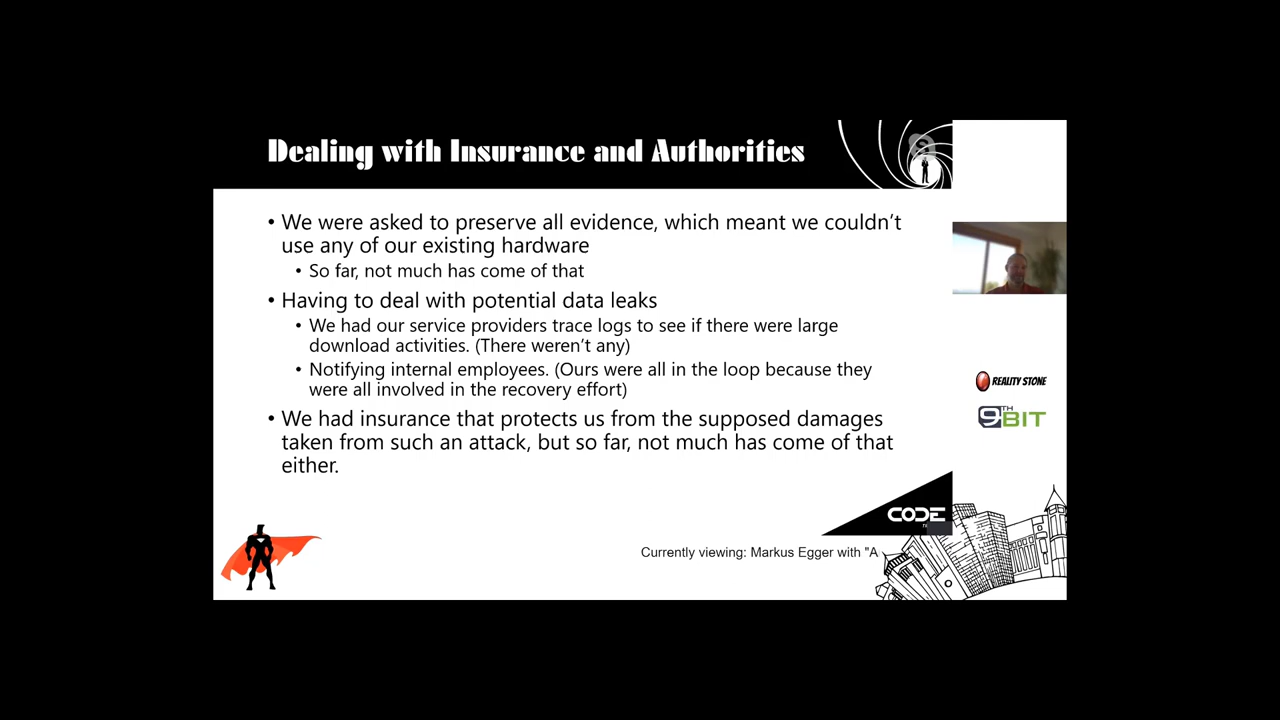 Dealing with Insurance and Authorities
• We were asked to preserve all evidence, which meant we couldn't
use any of our existing hardware
• So far, not much has come of that
• Having to deal with potential data leaks
• We had our service providers trace logs to see if there were large
download activities. (There weren't any)
• Notifying internal employees. (Ours were all in the loop because they
were all involved in the recovery effort)
• We had insurance that protects us from the supposed damages
taken from such an attack, but so far, not much has come of that
either.
REALITY STONE
9TH BIT
CODE
Currently viewing: Markus Egger with "A